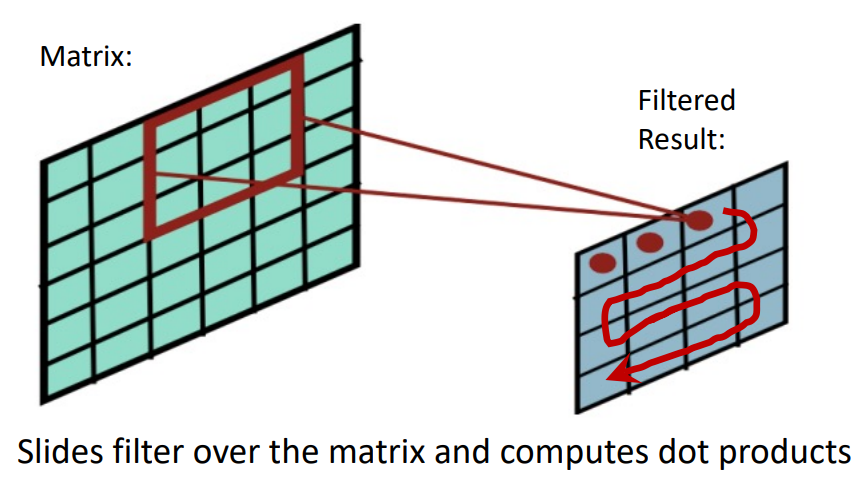 Matrix:
Filtered
Result:
Slides filter over the matrix and computes dot products